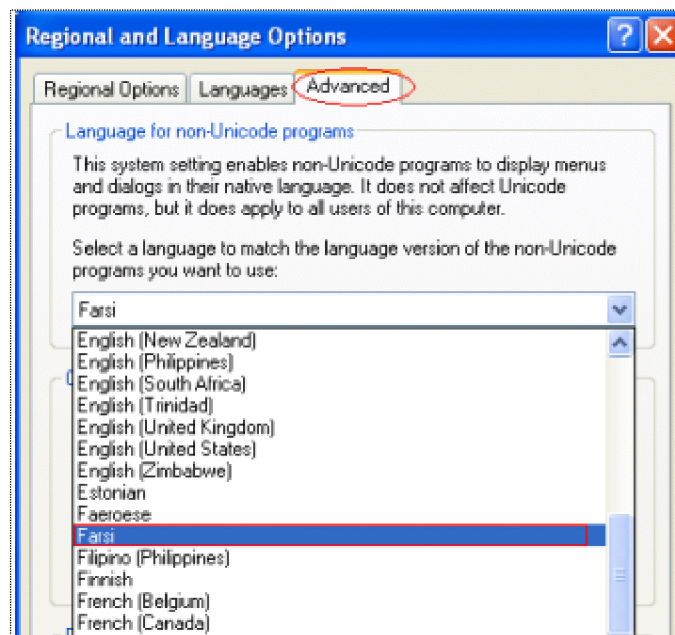 Regional and Language Options
Regional Options Languages Advanced
Language for non-Unicode programs
This system setting enables non-Unicode programs to display menus
and dialogs in their native language. It does not affect Unicode
programs, but it does apply to all users of this computer.
Select a language to match the language version of the non-Unicode
programs you want to use:
Farsi
English (New Zealand)
English (Philippines)
English (South Africa)
English (Trinidad)
English (United Kingdom)
English (United States)
English (Zimbabwe)
Estonian
Faeroese
Farsi
Filipino (Philippines)
Finnish
French (Belgium)
French (Canada)